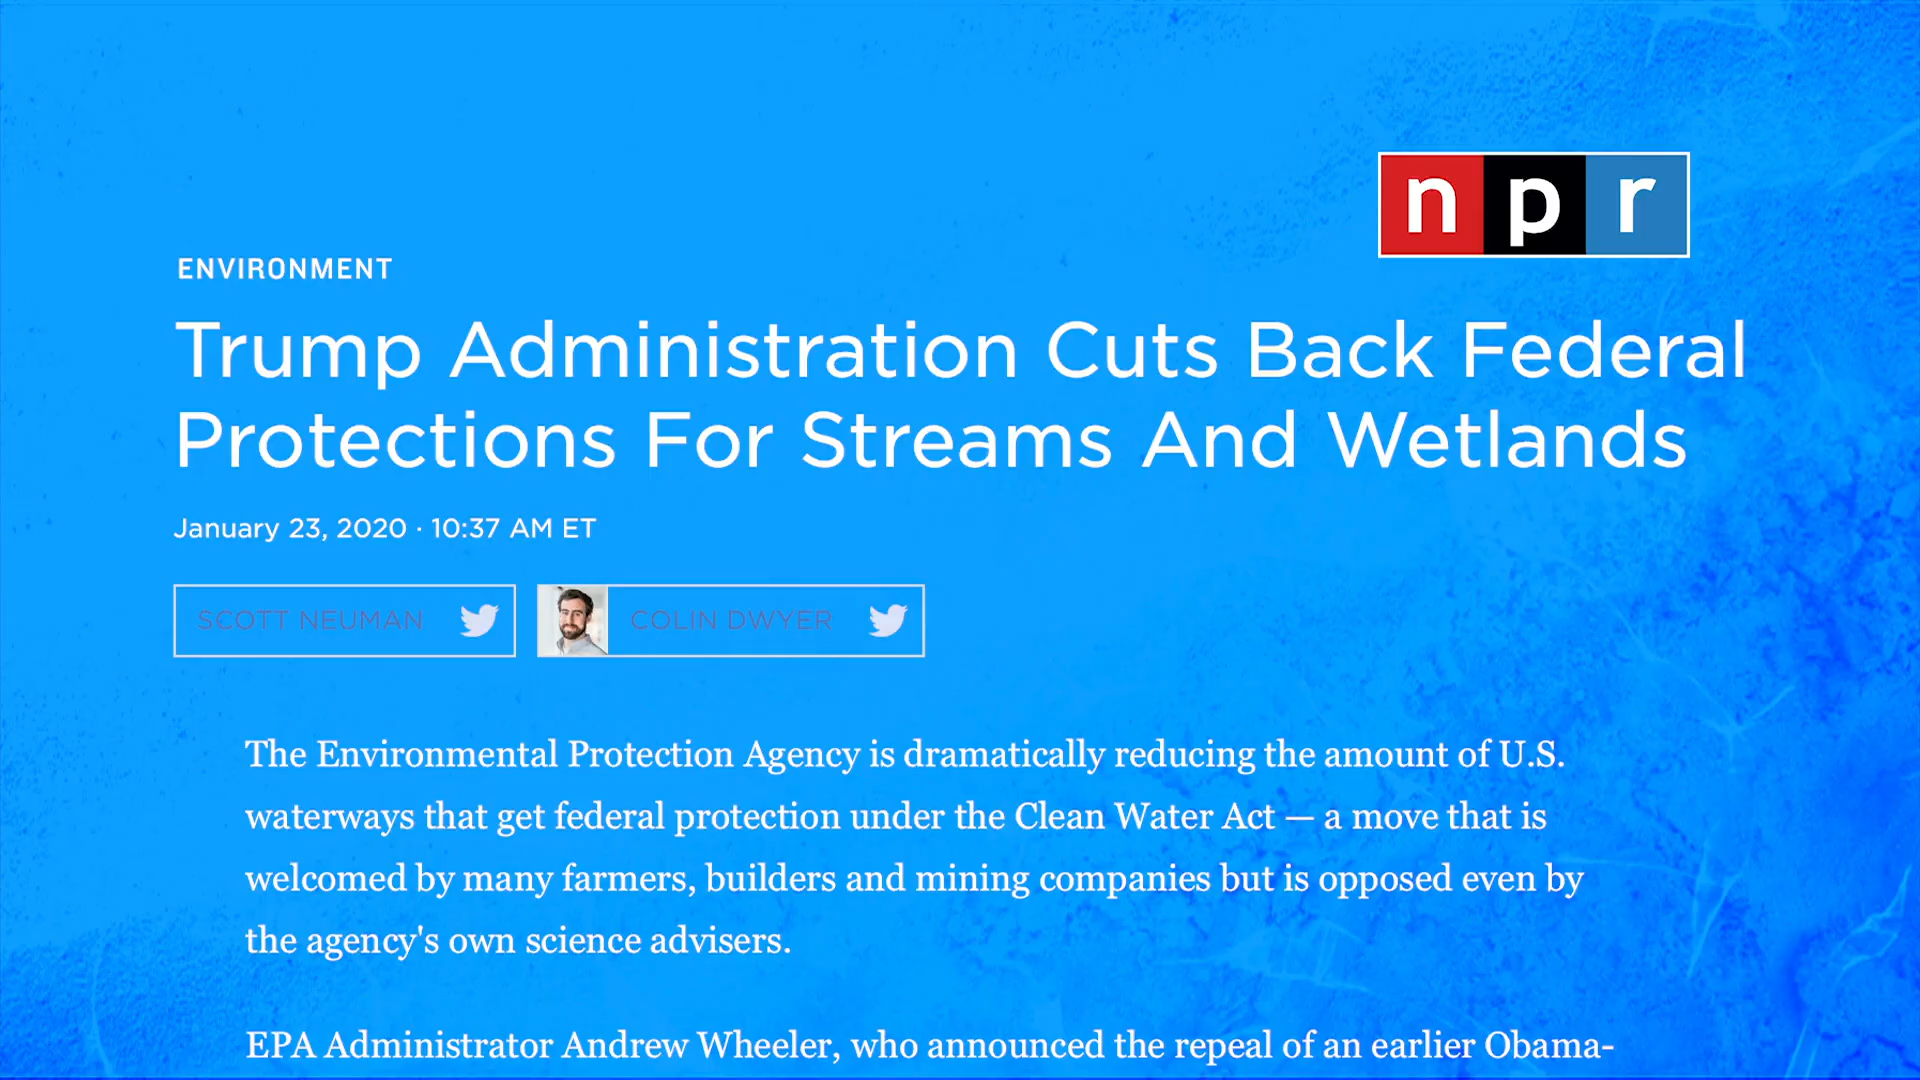 npr
ENVIRONMENT
Trump Administration Cuts Back Federal
Protections For Streams And Wetlands
January 23, 2020 · 10:37 AM ET
SCOTT NEUMAN
COLIN DWYER
The Environmental Protection Agency is dramatically reducing the amount of U.S.
waterways that get federal protection under the Clean Water Act — a move that is
welcomed by many farmers, builders and mining companies but is opposed even by
the agency's own science advisers.
EPA Administrator Andrew Wheeler, who announced the repeal of an earlier Obama-